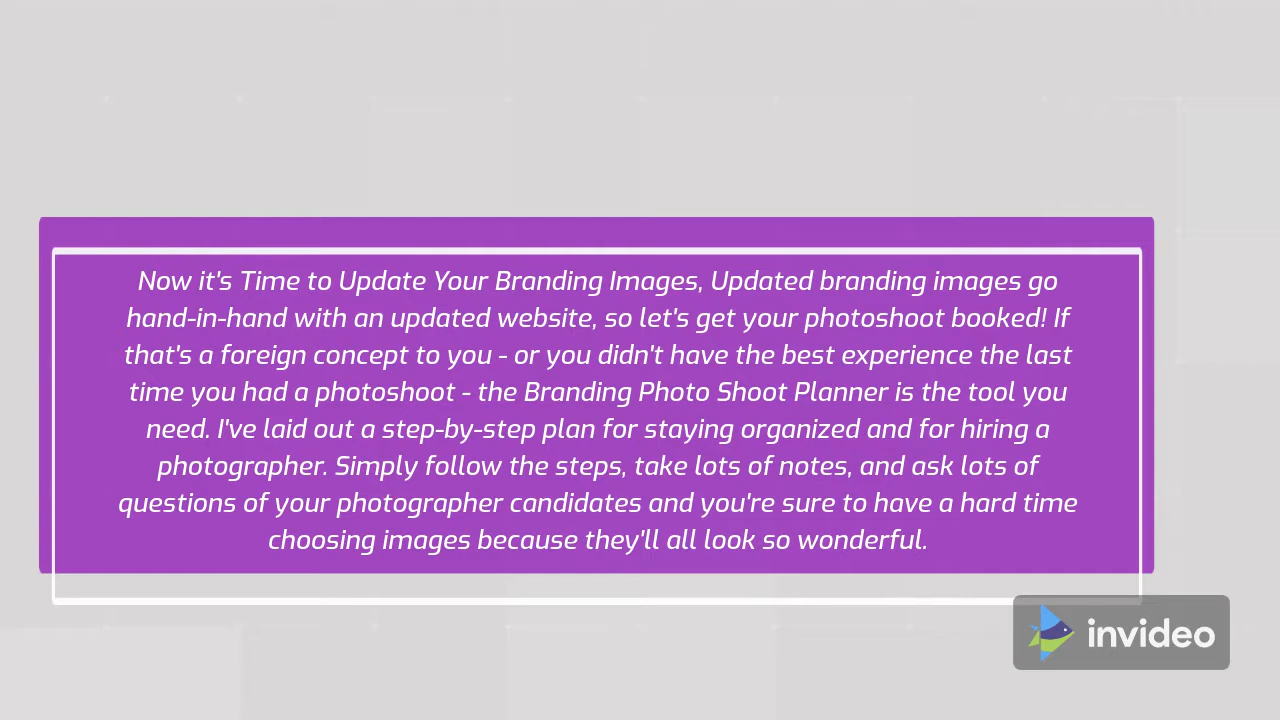 Now it's Time to Update Your Branding Images, Updated branding images go
hand-in-hand with an updated website, so let's get your photoshoot booked! If
that's a foreign concept to you - or you didn't have the best experience the last
time you had a photoshoot - the Branding Photo Shoot Planner is the tool you
need. I've laid out a step-by-step plan for staying organized and for hiring a
photographer. Simply follow the steps, take lots of notes, and ask lots of
questions of your photographer candidates and you're sure to have a hard time
choosing images because they'll all look so wonderful.
invideo